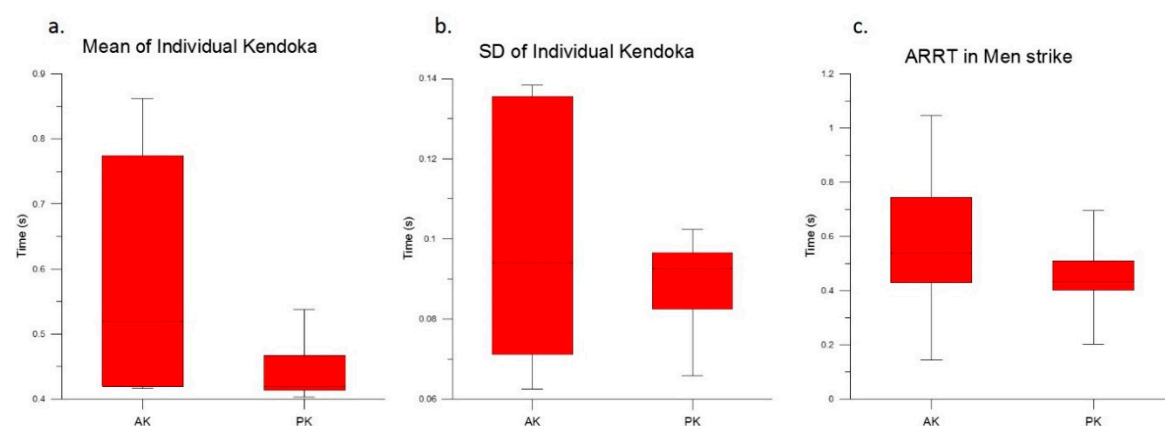 a.
Mean of Individual Kendoka
0.9
0.8
0.7
0.6
0.5
0.4
Time (s)
AK
PK
b.
SD of Individual Kendoka
0.14
0.12
0.1
0.08
0.06
Time (s)
AK
PK
c.
ARRT in Men strike
1.2
1
0.8
0.6
0.4
0.2
0
Time (s)
AK
PK